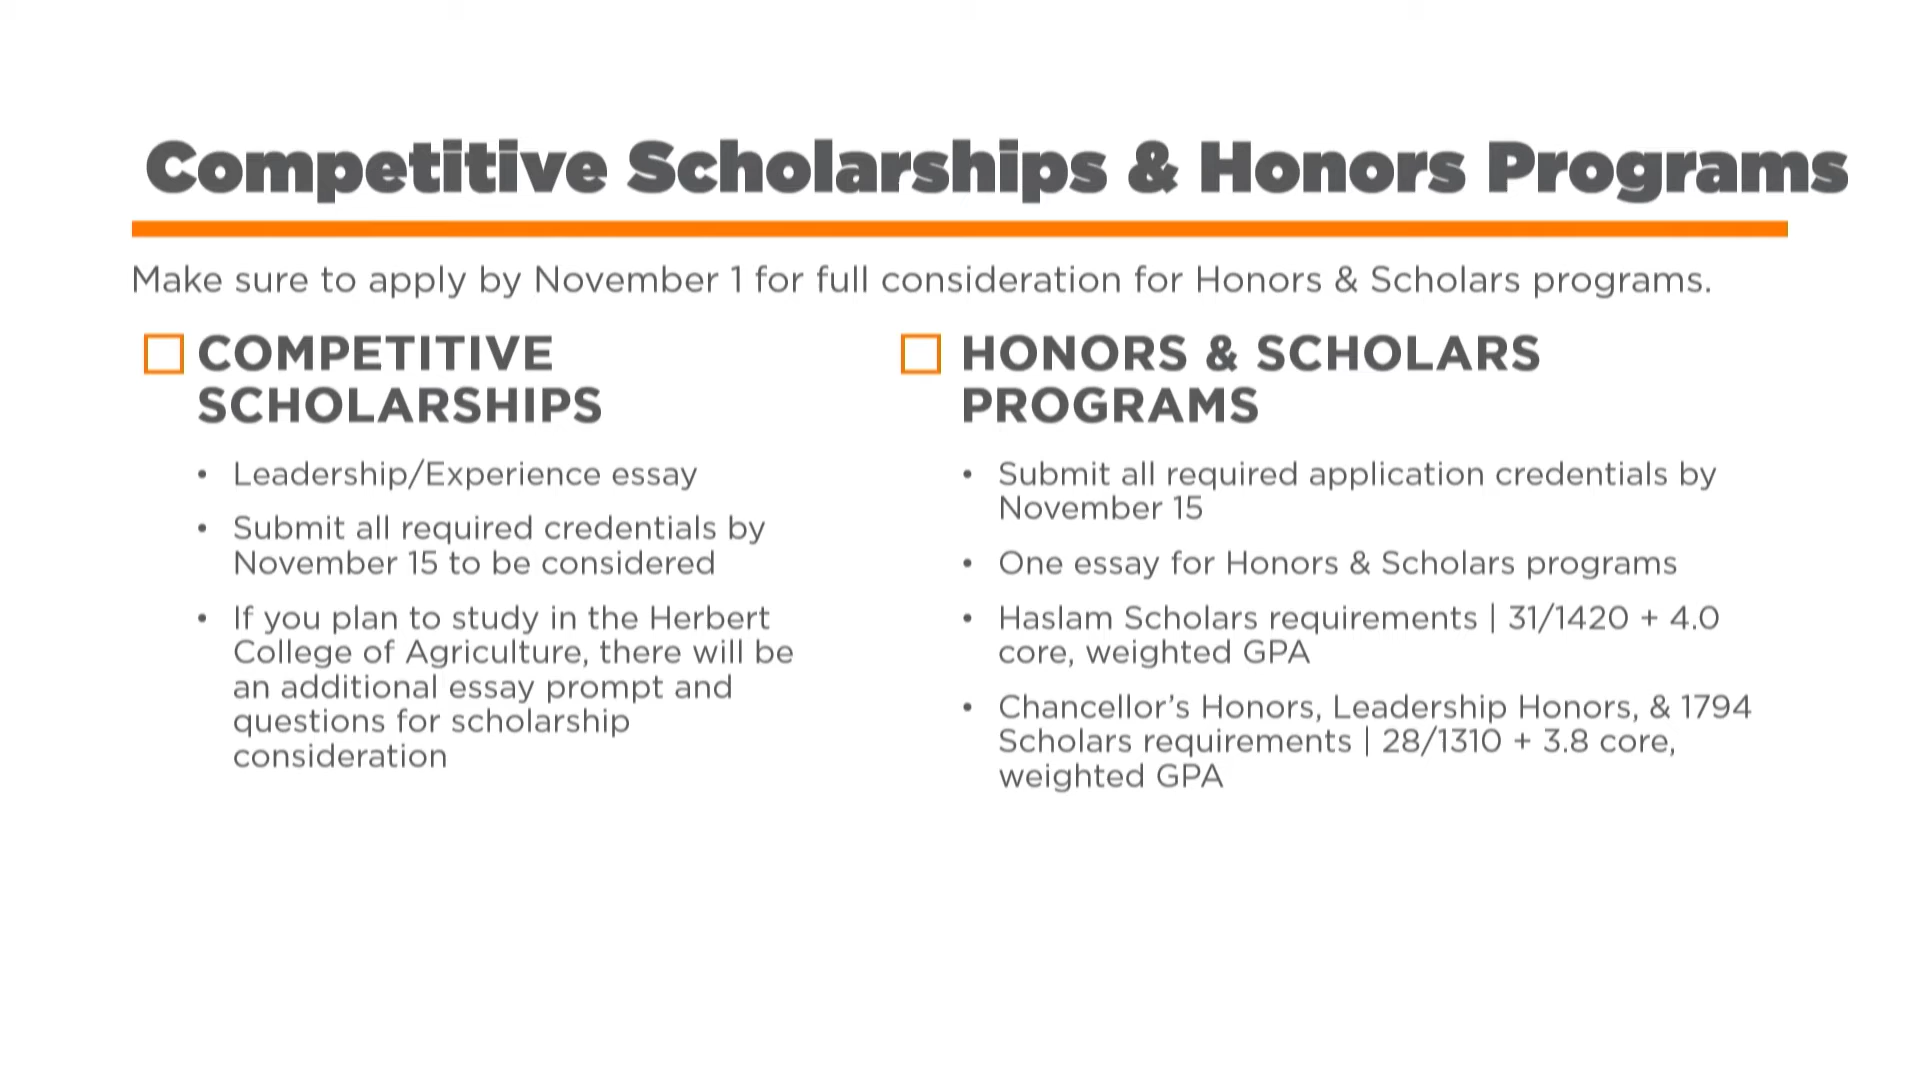 Competitive Scholarships & Honors Programs
Make sure to apply by November 1 for full consideration for Honors & Scholars programs.
COMPETITIVE
SCHOLARSHIPS
• Leadership/Experience essay
• Submit all required credentials by
November 15 to be considered
• If you plan to study in the Herbert
College of Agriculture, there will be
an additional essay prompt and
questions for scholarship
consideration
HONORS & SCHOLARS
PROGRAMS
• Submit all required application credentials by
November 15
• One essay for Honors & Scholars programs
• Haslam Scholars requirements | 31/1420 + 4.0
core, weighted GPA
• Chancellor’s Honors, Leadership Honors, & 1794
Scholars requirements | 28/1310 + 3.8 core,
weighted GPA